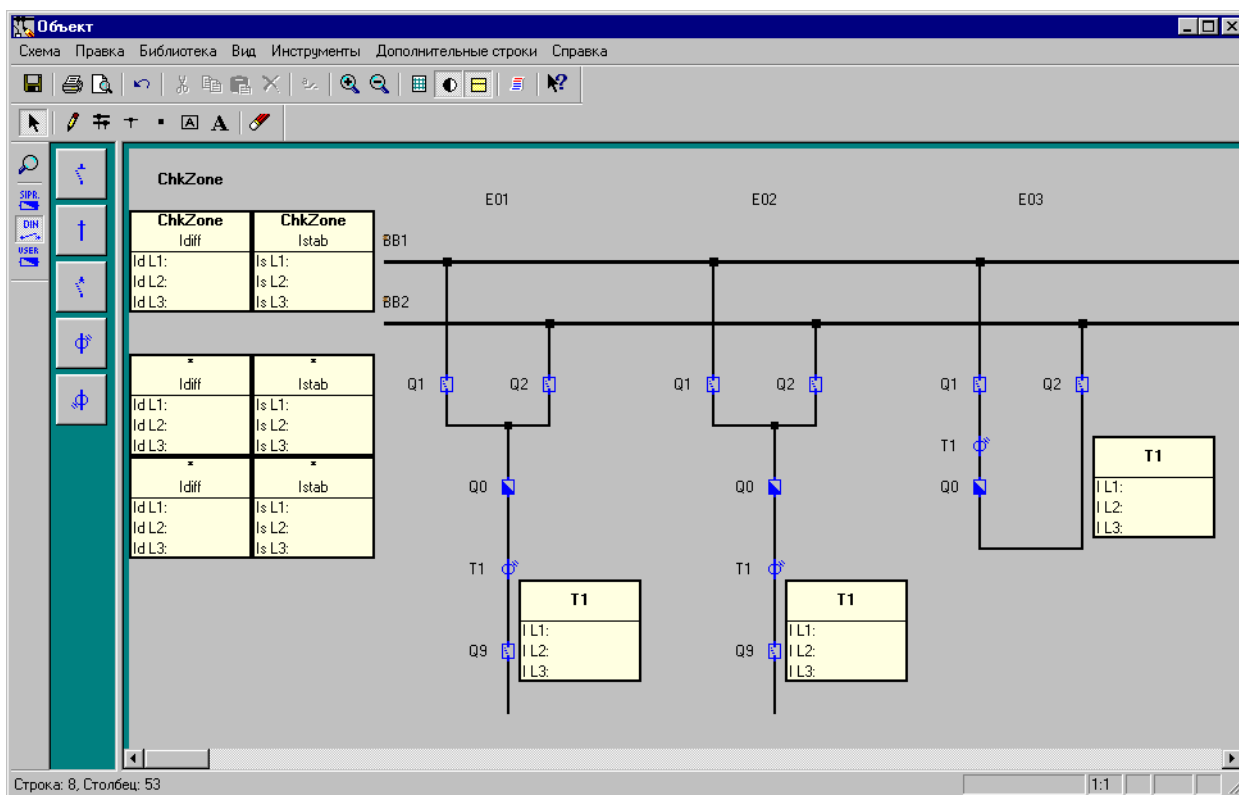 Объект
Схема Правка Библиотека Вид Инструменты Дополнительные строки Справка
A A
SIPR.
DIN
USER
ChkZone
E01 E02 E03
ChkZone ChkZone
Idiff Istab
Id L1: Is L1:
Id L2: Is L2:
Id L3: Is L3:
BB1
BB2
* *
Idiff Istab
Id L1: Is L1:
Id L2: Is L2:
Id L3: Is L3:
* *
Idiff Istab
Id L1: Is L1:
Id L2: Is L2:
Id L3: Is L3:
Q1 Q2 Q1 Q2 Q1 Q2
T1
Q0 Q0 Q0
T1
I L1:
I L2:
I L3:
T1 T1
T1 T1
I L1: I L1:
Q9 I L2: Q9 I L2:
I L3: I L3:
Строка: 8, Столбец: 53 1:1